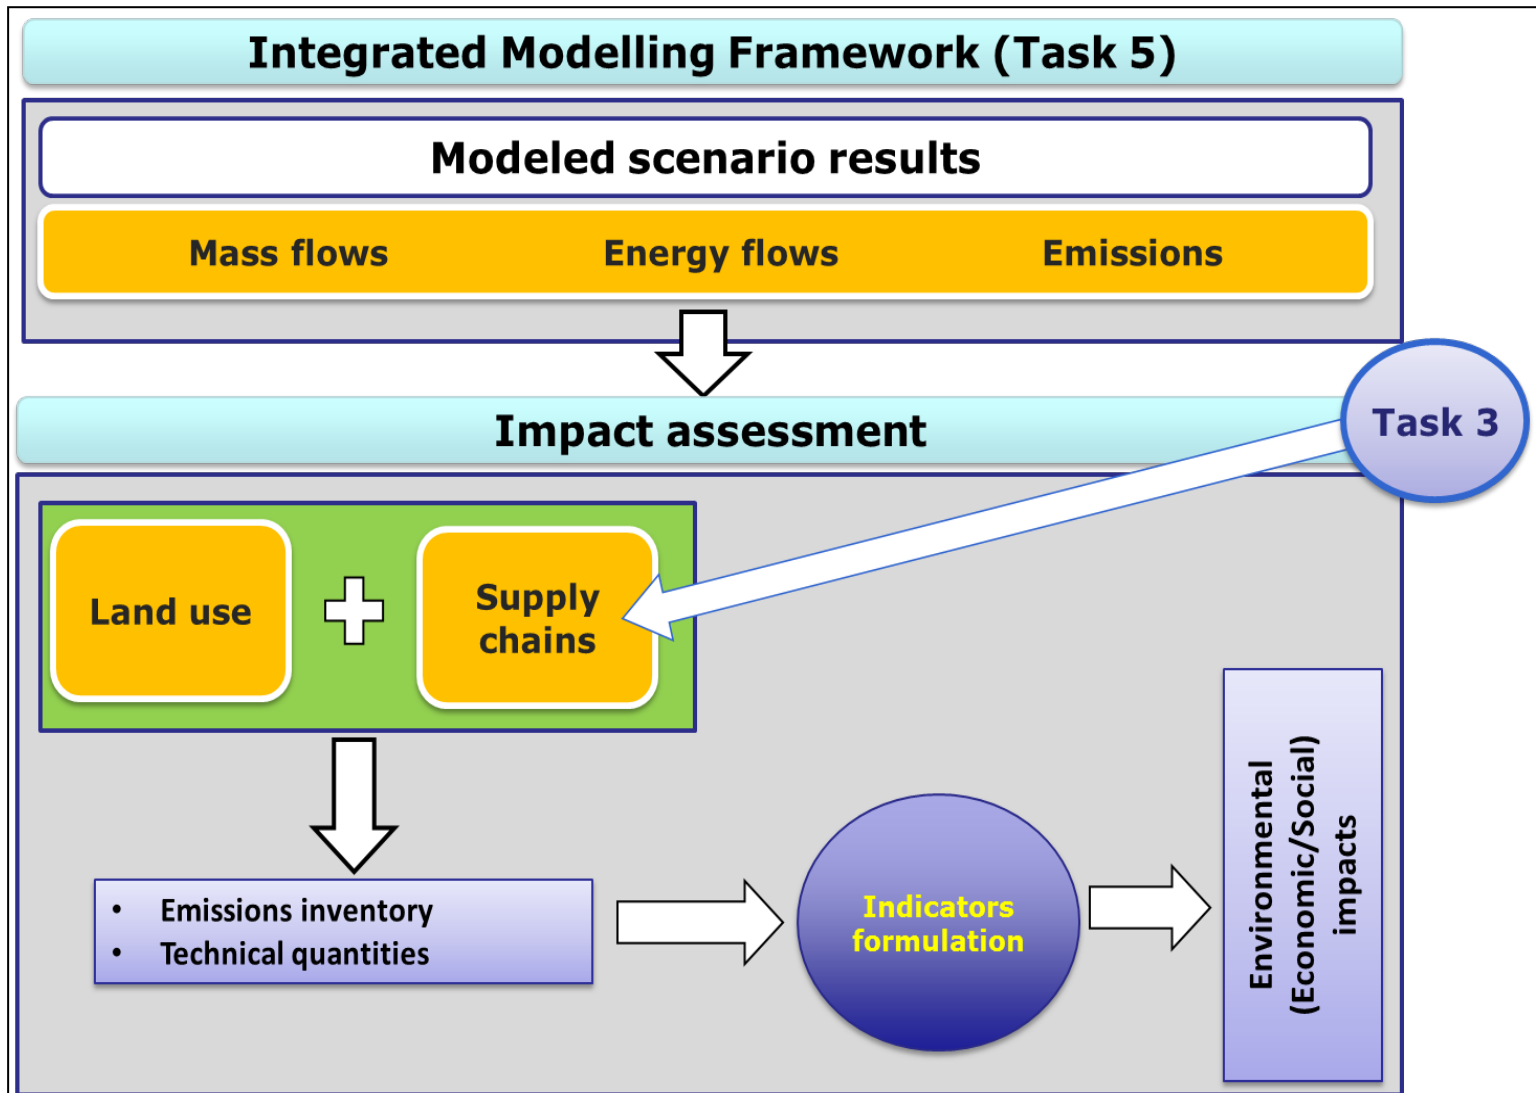 Integrated Modelling Framework (Task 5)
Modeled scenario results
Mass flows Energy flows Emissions
Impact assessment
Task 3
Land use
Supply
chains
• Emissions inventory
• Technical quantities
Indicators
formulation
Environmental
(Economic/Social)
impacts